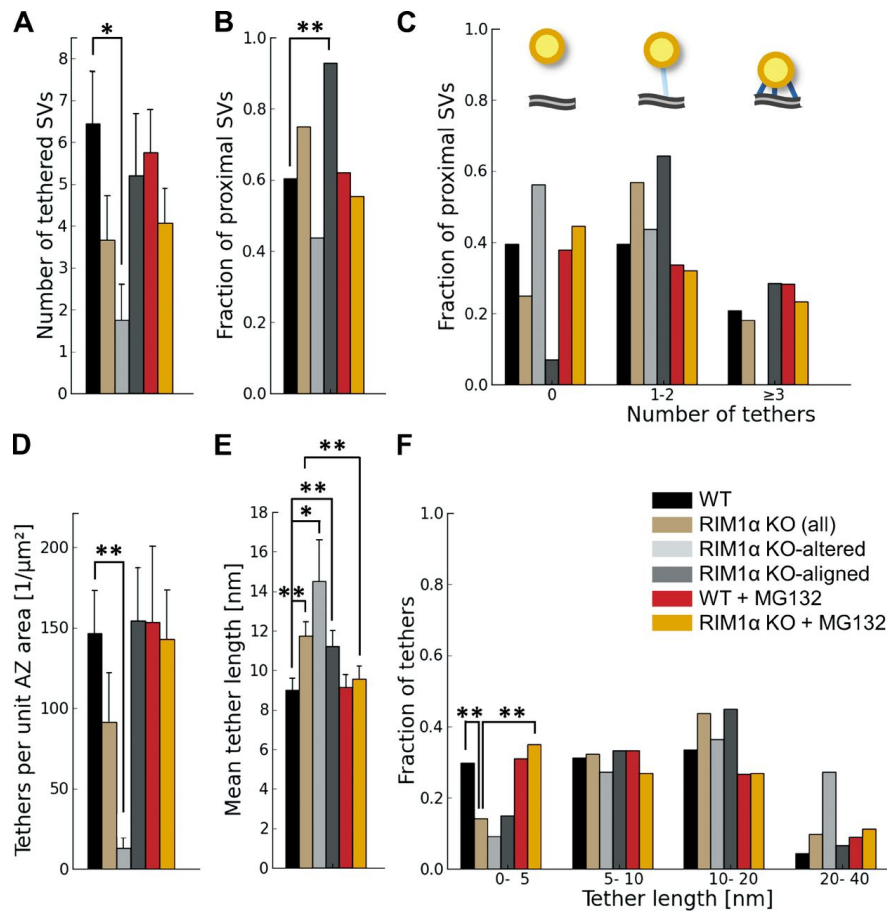 A
B
C
*
**
Number of tethered SVs
8
7
6
5
4
3
2
1
0
Fraction of proximal SVs
1.0
0.8
0.6
0.4
0.2
0.0
Fraction of proximal SVs
1.0
0.8
0.6
0.4
0.2
0.0
0
1-2
≥3
Number of tethers
D
E
F
**
Tethers per unit AZ area [1/µm²]
200
150
100
50
0
**
**
*
**
Mean tether length [nm]
18
16
14
12
10
8
6
4
2
0
WT
RIM1α KO (all)
RIM1α KO-altered
RIM1α KO-aligned
WT + MG132
RIM1α KO + MG132
** **
Fraction of tethers
1.0
0.8
0.6
0.4
0.2
0.0
0- 5
5- 10
10- 20
20- 40
Tether length [nm]